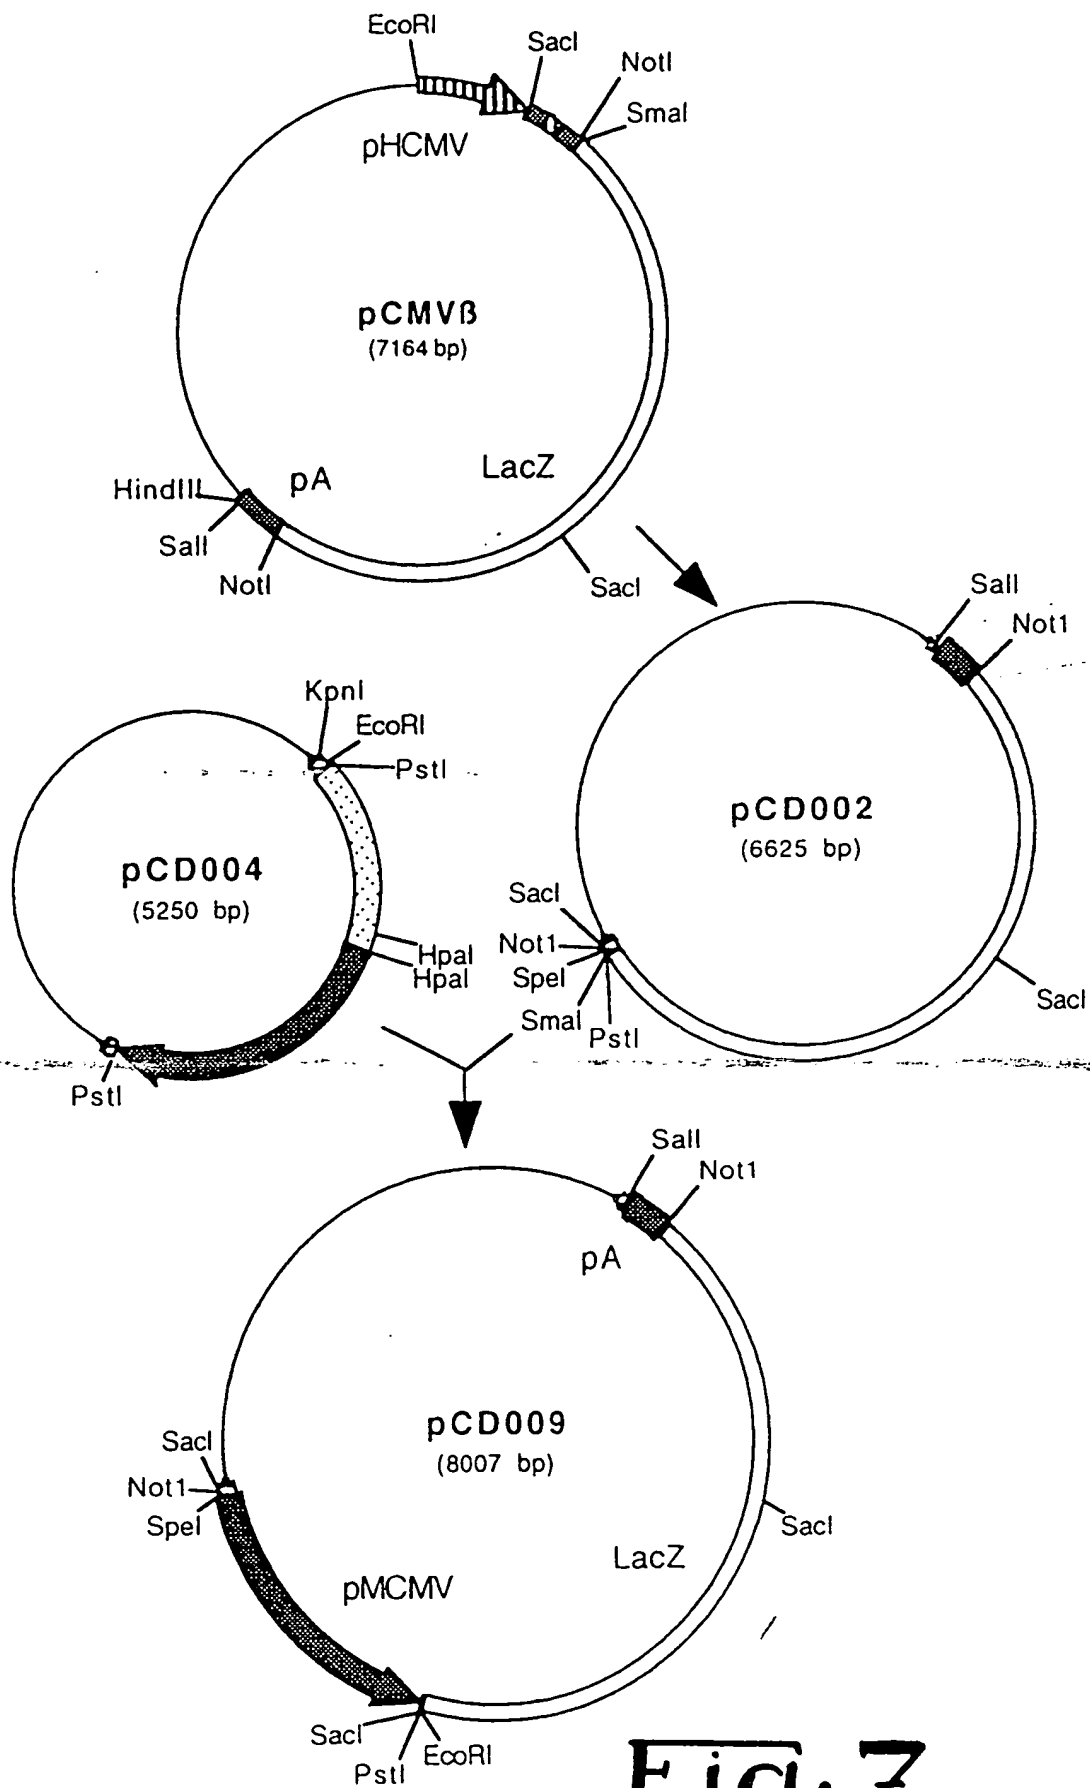 EcoRI
SacI
NotI
SmaI
pHCMV
pCMVß
(7164 bp)
pA
LacZ
HindIII
SalI
NotI
SacI
SalI
Not1
KpnI
EcoRI
PstI
pCD002
(6625 bp)
pCD004
(5250 bp)
SacI
Not1
SpeI
SmaI
PstI
HpaI
HpaI
SacI
PstI
SalI
Not1
pA
pCD009
(8007 bp)
SacI
Not1
SpeI
SacI
LacZ
pMCMV
SacI
PstI
EcoRI
Fig. 7